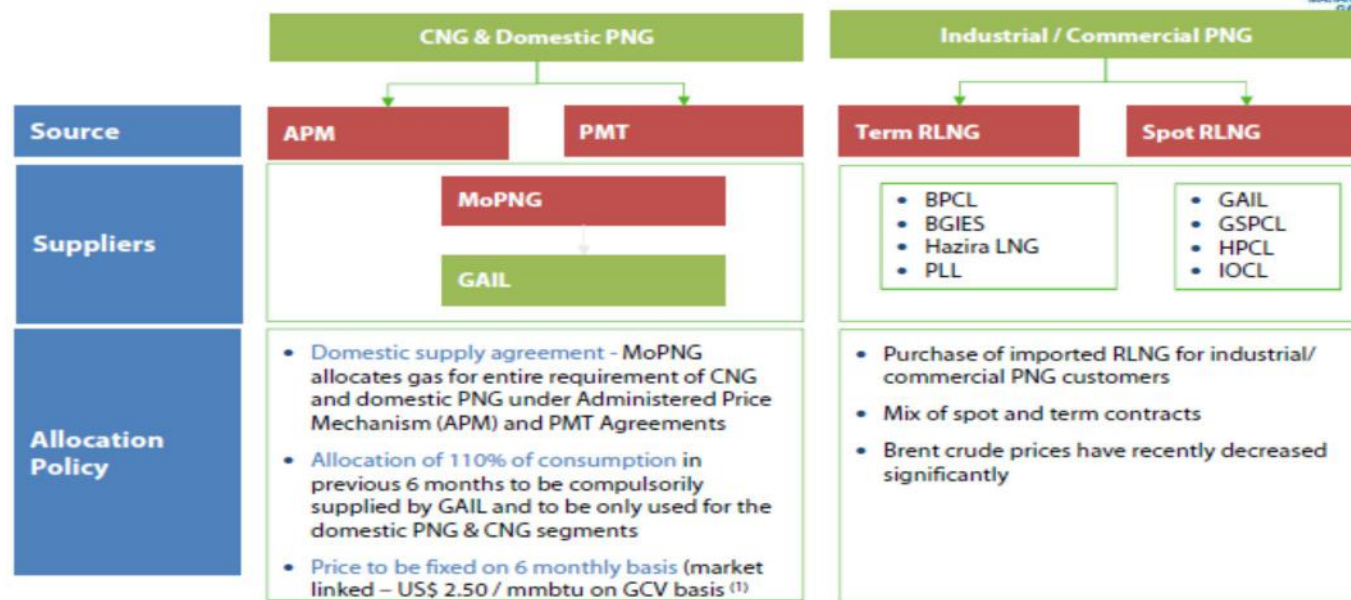 CNG & Domestic PNG
Industrial / Commercial PNG
Source
APM
PMT
Term RLNG
Spot RLNG
Suppliers
MoPNG
GAIL
• BPCL
• BGIES
• Hazira LNG
• PLL
• GAIL
• GSPCL
• HPCL
• IOCL
Allocation
Policy
• Domestic supply agreement - MoPNG
allocates gas for entire requirement of CNG
and domestic PNG under Administered Price
Mechanism (APM) and PMT Agreements
• Allocation of 110% of consumption in
previous 6 months to be compulsorily
supplied by GAIL and to be only used for the
domestic PNG & CNG segments
• Price to be fixed on 6 monthly basis (market
linked – US$ 2.50 / mmbtu on GCV basis (1)
• Purchase of imported RLNG for industrial/
commercial PNG customers
• Mix of spot and term contracts
• Brent crude prices have recently decreased
significantly